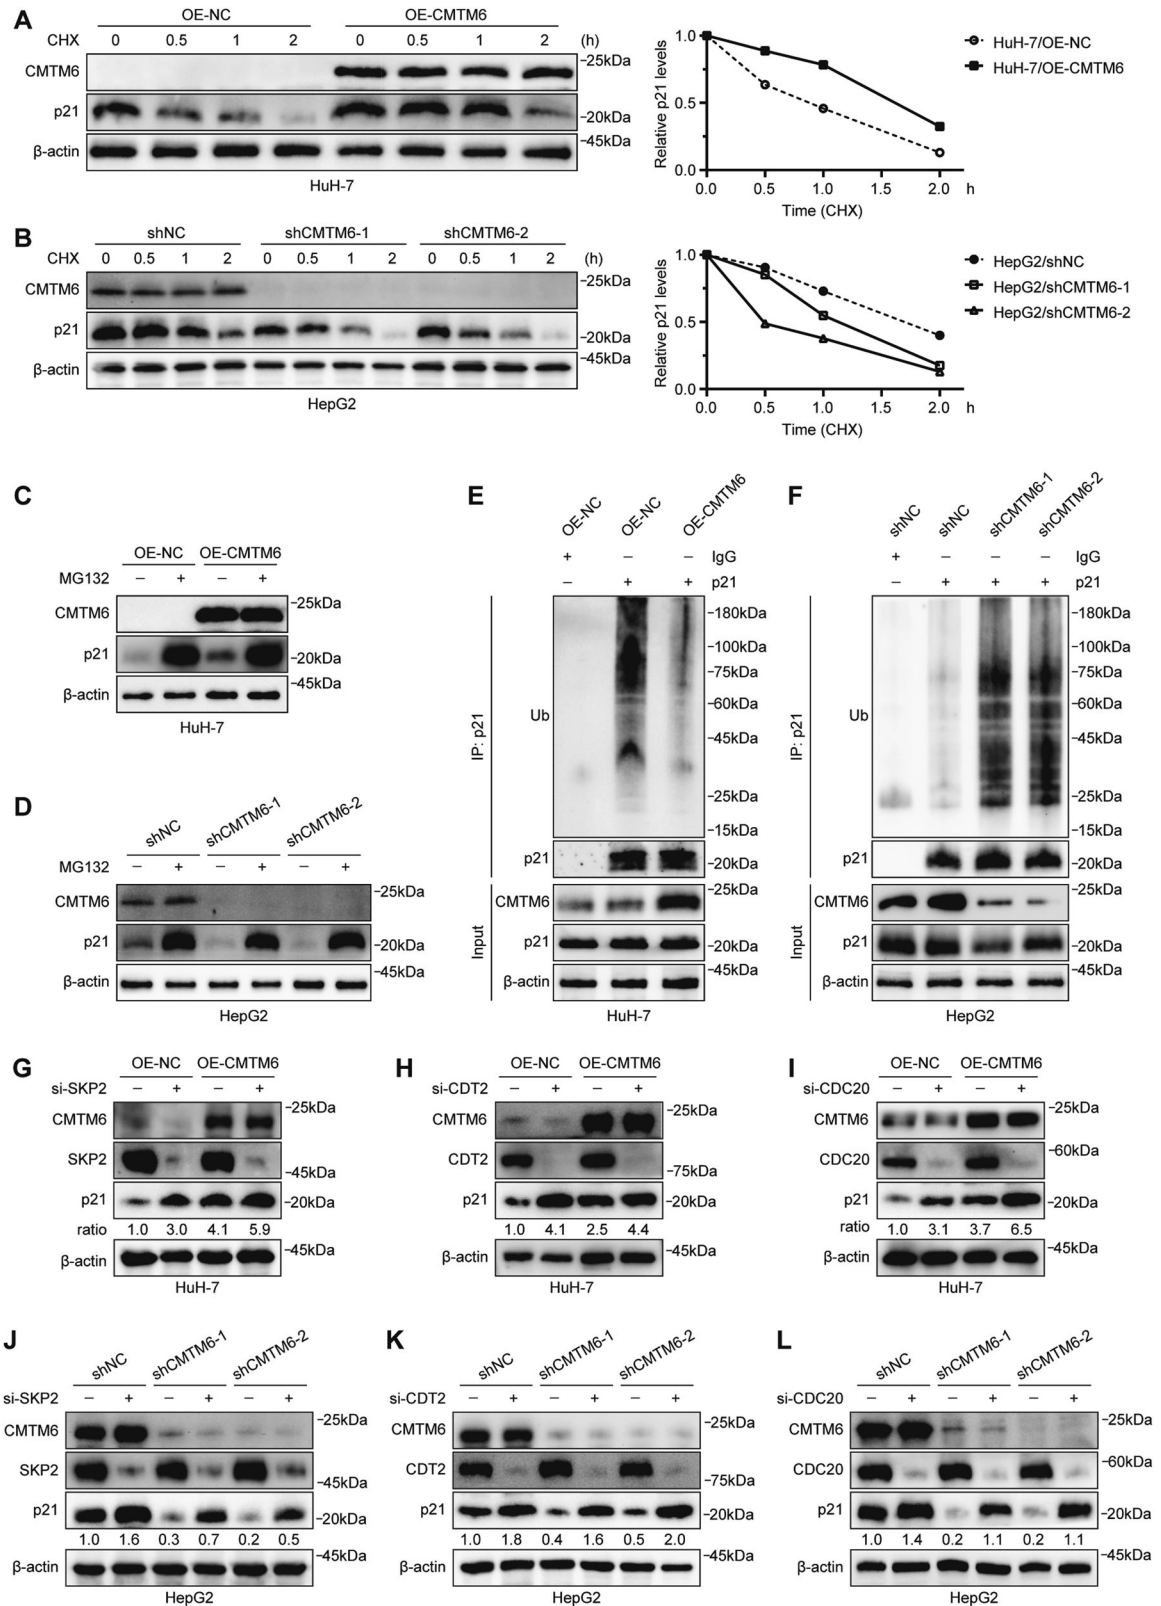 A
OE-NC OE-CMTM6
CHX 0 0.5 1 2 0 0.5 1 2 (h)
CMTM6 -25kDa
p21 -20kDa
β-actin -45kDa
HuH-7
Relative p21 levels
1.0
0.5
0.0
0.0 0.5 1.0 1.5 2.0 h
Time (CHX)
HuH-7/OE-NC
HuH-7/OE-CMTM6
B
shNC shCMTM6-1 shCMTM6-2
CHX 0 0.5 1 2 0 0.5 1 2 0 0.5 1 2 (h)
CMTM6 -25kDa
p21 -20kDa
β-actin -45kDa
HepG2
Relative p21 levels
1.0
0.5
0.0
0.0 0.5 1.0 1.5 2.0 h
Time (CHX)
HepG2/shNC
HepG2/shCMTM6-1
HepG2/shCMTM6-2
C
OE-NC OE-CMTM6
MG132 – + – +
CMTM6 -25kDa
p21 -20kDa
β-actin -45kDa
HuH-7
D
shNC shCMTM6-1 shCMTM6-2
MG132 – + – + – +
CMTM6 -25kDa
p21 -20kDa
β-actin -45kDa
HepG2
E
OE-NC OE-NC OE-CMTM6
+ – – IgG
– + + p21
IP: p21
Ub
-180kDa
-100kDa
-75kDa
-60kDa
-45kDa
-25kDa
-15kDa
p21 -20kDa
Input
CMTM6 -25kDa
p21 -20kDa
β-actin -45kDa
HuH-7
F
shNC shNC shCMTM6-1 shCMTM6-2
+ – – – IgG
– + + + p21
IP: p21
Ub
-180kDa
-100kDa
-75kDa
-60kDa
-45kDa
-25kDa
-15kDa
p21 -20kDa
Input
CMTM6 -25kDa
p21 -20kDa
β-actin -45kDa
HepG2
G
OE-NC OE-CMTM6
si-SKP2 – + – +
CMTM6 -25kDa
SKP2 -45kDa
p21 -20kDa
ratio 1.0 3.0 4.1 5.9
β-actin -45kDa
HuH-7
H
OE-NC OE-CMTM6
si-CDT2 – + – +
CMTM6 -25kDa
CDT2 -75kDa
p21 -20kDa
ratio 1.0 4.1 2.5 4.4
β-actin -45kDa
HuH-7
I
OE-NC OE-CMTM6
si-CDC20 – + – +
CMTM6 -25kDa
CDC20 -60kDa
p21 -20kDa
ratio 1.0 3.1 3.7 6.5
β-actin -45kDa
HuH-7
J
shNC shCMTM6-1 shCMTM6-2
si-SKP2 – + – + – +
CMTM6 -25kDa
SKP2 -45kDa
p21 -20kDa
1.0 1.6 0.3 0.7 0.2 0.5
β-actin -45kDa
HepG2
K
shNC shCMTM6-1 shCMTM6-2
si-CDT2 – + – + – +
CMTM6 -25kDa
CDT2 -75kDa
p21 -20kDa
1.0 1.8 0.4 1.6 0.5 2.0
β-actin -45kDa
HepG2
L
shNC shCMTM6-1 shCMTM6-2
si-CDC20 – + – + – +
CMTM6 -25kDa
CDC20 -60kDa
p21 -20kDa
1.0 1.4 0.2 1.1 0.2 1.1
β-actin -45kDa
HepG2